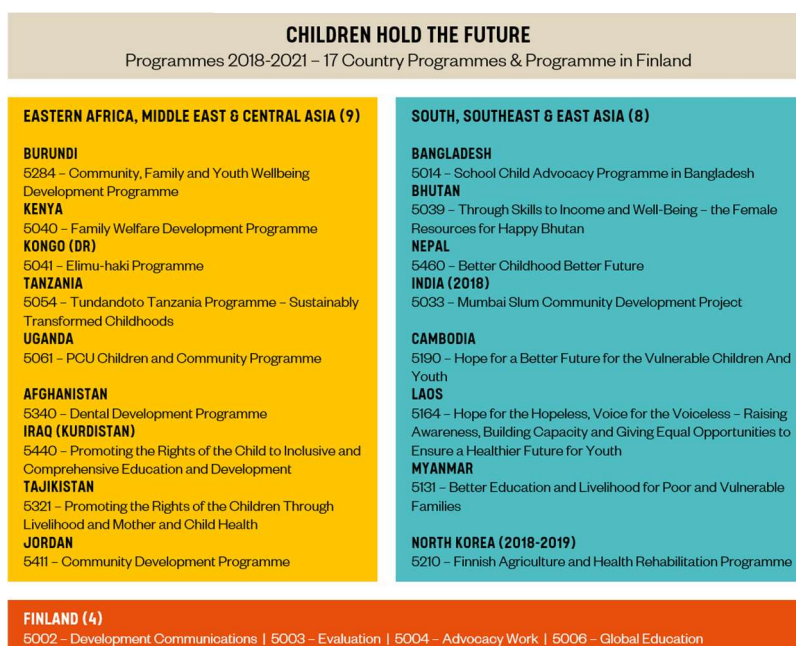 CHILDREN HOLD THE FUTURE
Programmes 2018-2021 – 17 Country Programmes & Programme in Finland
EASTERN AFRICA, MIDDLE EAST & CENTRAL ASIA (9)
BURUNDI
5284 – Community, Family and Youth Wellbeing
Development Programme
KENYA
5040 – Family Welfare Development Programme
KONGO (DR)
5041 – Elimu-haki Programme
TANZANIA
5054 – Tundandoto Tanzania Programme – Sustainably
Transformed Childhoods
UGANDA
5061 – PCU Children and Community Programme
AFGHANISTAN
5340 – Dental Development Programme
IRAQ (KURDISTAN)
5440 – Promoting the Rights of the Child to Inclusive and
Comprehensive Education and Development
TAJIKISTAN
5321 – Promoting the Rights of the Children Through
Livelihood and Mother and Child Health
JORDAN
5411 – Community Development Programme
SOUTH, SOUTHEAST & EAST ASIA (8)
BANGLADESH
5014 – School Child Advocacy Programme in Bangladesh
BHUTAN
5039 – Through Skills to Income and Well-Being – the Female
Resources for Happy Bhutan
NEPAL
5460 – Better Childhood Better Future
INDIA (2018)
5033 – Mumbai Slum Community Development Project
CAMBODIA
5190 – Hope for a Better Future for the Vulnerable Children And
Youth
LAOS
5164 – Hope for the Hopeless, Voice for the Voiceless – Raising
Awareness, Building Capacity and Giving Equal Opportunities to
Ensure a Healthier Future for Youth
MYANMAR
5131 – Better Education and Livelihood for Poor and Vulnerable
Families
NORTH KOREA (2018-2019)
5210 – Finnish Agriculture and Health Rehabilitation Programme
FINLAND (4)
5002 – Development Communications | 5003 – Evaluation | 5004 – Advocacy Work | 5006 – Global Education